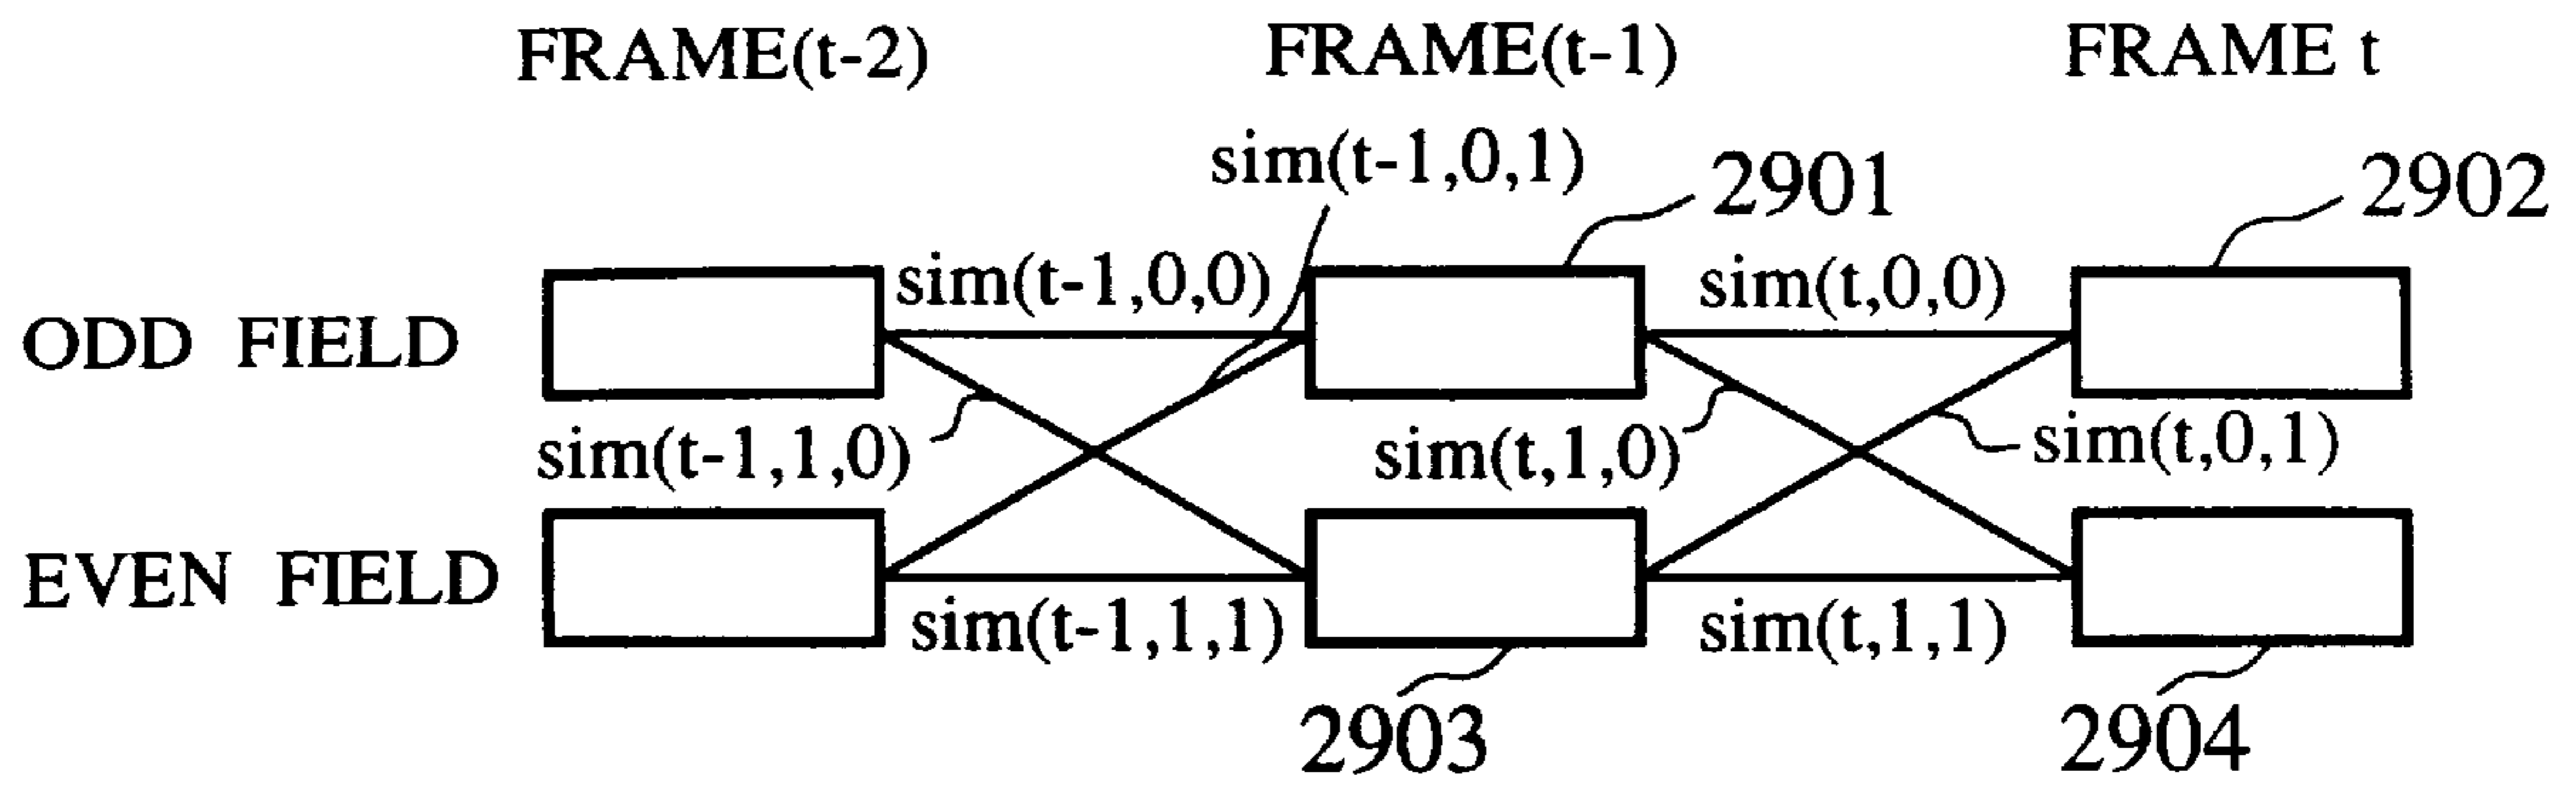 FRAME(t-2)
FRAME(t-1)
FRAME t
sim(t-1,0,1)
2901
2902
sim(t-1,0,0)
sim(t,0,0)
ODD FIELD
sim(t-1,1,0)
sim(t,1,0)
sim(t,0,1)
EVEN FIELD
sim(t-1,1,1)
sim(t,1,1)
2903
2904